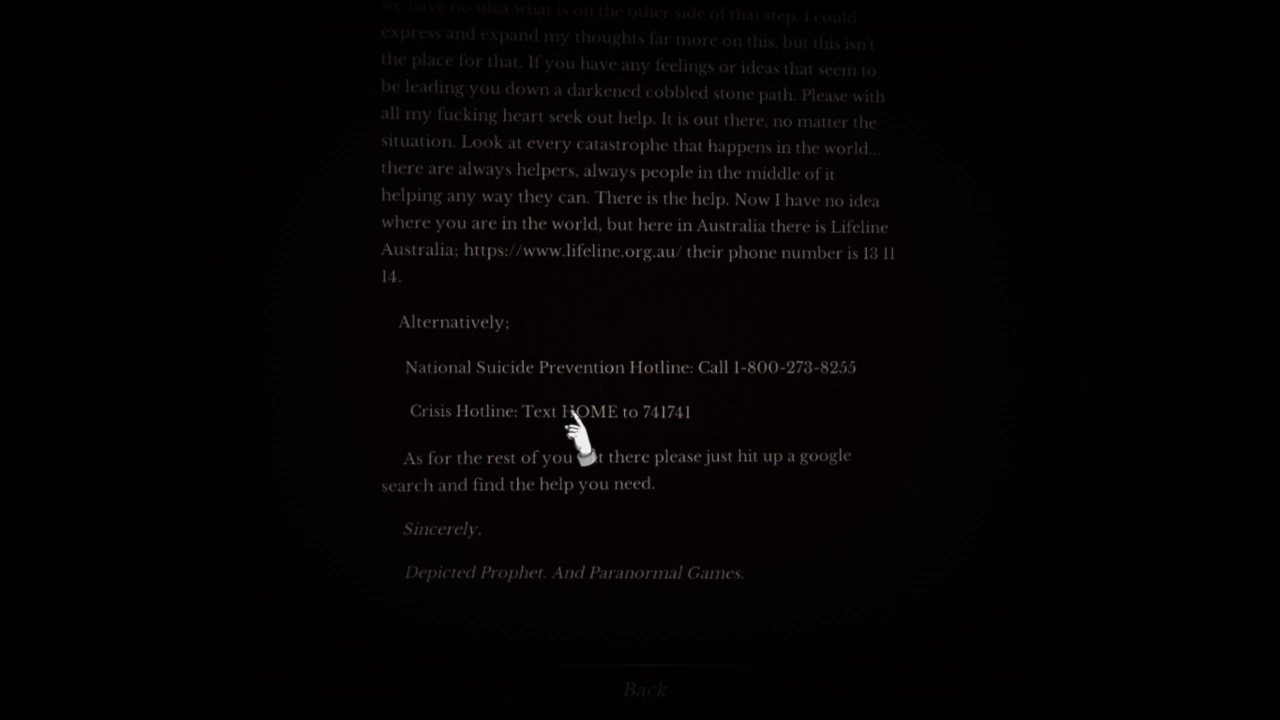 we have no idea what is on the other side of that step. I could
express and expand my thoughts far more on this, but this isn't
the place for that. If you have any feelings or ideas that seem to
be leading you down a darkened cobbled stone path. Please with
all my fucking heart seek out help. It is out there, no matter the
situation. Look at every catastrophe that happens in the world...
there are always helpers, always people in the middle of it
helping any way they can. There is the help. Now I have no idea
where you are in the world, but here in Australia there is Lifeline
Australia; https://www.lifeline.org.au/ their phone number is 13 11
14.
Alternatively;
National Suicide Prevention Hotline: Call 1-800-273-8255
Crisis Hotline: Text HOME to 741741
As for the rest of you there please just hit up a google
search and find the help you need.
Sincerely,
Depicted Prophet. And Paranormal Games.
Back